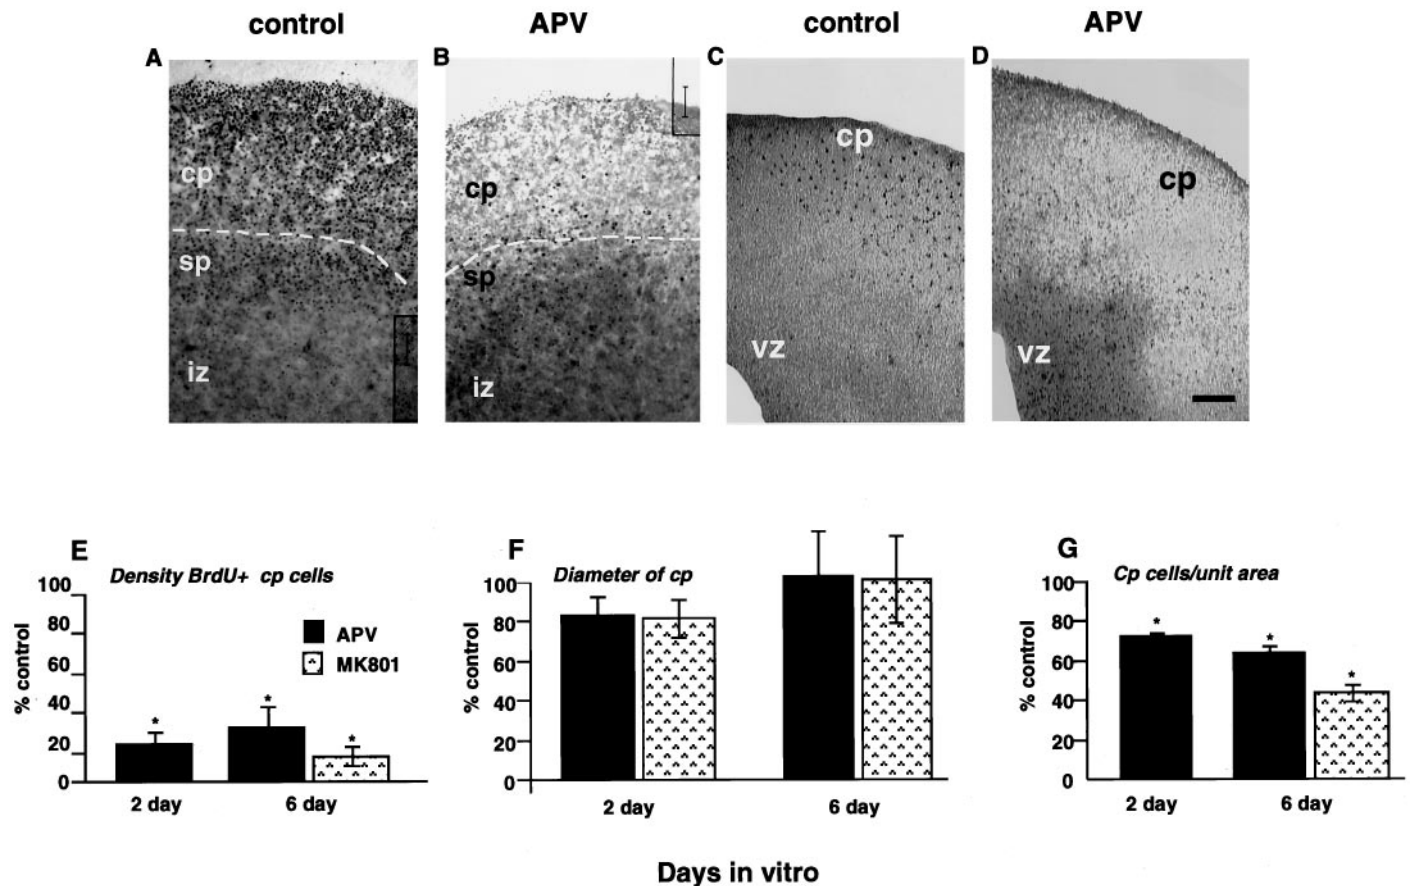 control
APV
control
APV
A
B
C
D
cp
sp
iz
cp
sp
iz
cp
vz
cp
vz
E
Density BrdU+ cp cells
% control
100
80
60
40
20
0
APV
MK801
*
*
*
2 day
6 day
F
Diameter of cp
% control
100
80
60
40
20
0
2 day
6 day
G
Cp cells/unit area
% control
100
80
60
40
20
0
*
*
*
2 day
6 day
Days in vitro